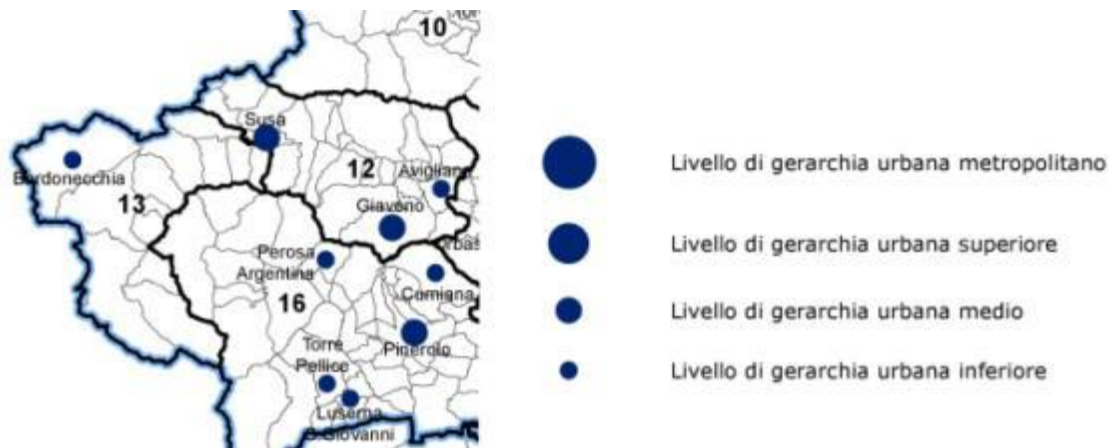 10
Susa
12
Avigliana
Bardonecchia
13
Giaveno
Perosa
Argentina
16
Cumiana
Torre
Pellice
Pinerolo
Luserna
S.Giovanni
Livello di gerarchia urbana metropolitano
Livello di gerarchia urbana superiore
Livello di gerarchia urbana medio
Livello di gerarchia urbana inferiore